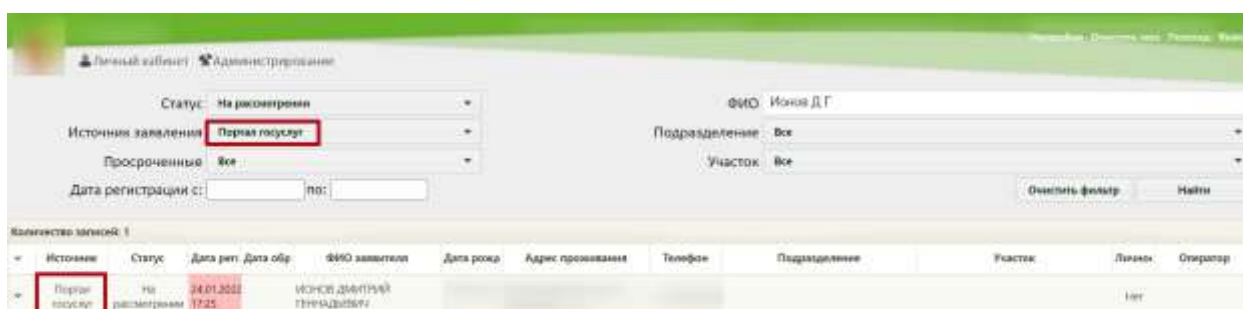 Личный кабинет Администрирование
Статус На рассмотрении ФИО Ионов Д Г
Источник заявления Портал госуслуг Подразделение Все
Просроченные Все Участок Все
Дата регистрации с: по: Очистить фильтр Найти
Количество записей: 1
Источник Статус Дата рег Дата обр ФИО заявителя Дата рожд Адрес проживания Телефон Подразделение Участок Личное Оператор
Портал На 24.01.2022 ИОНОВ ДМИТРИЙ
госуслуг рассмотрении 17:25 ГЕННАДЬЕВИЧ Нет